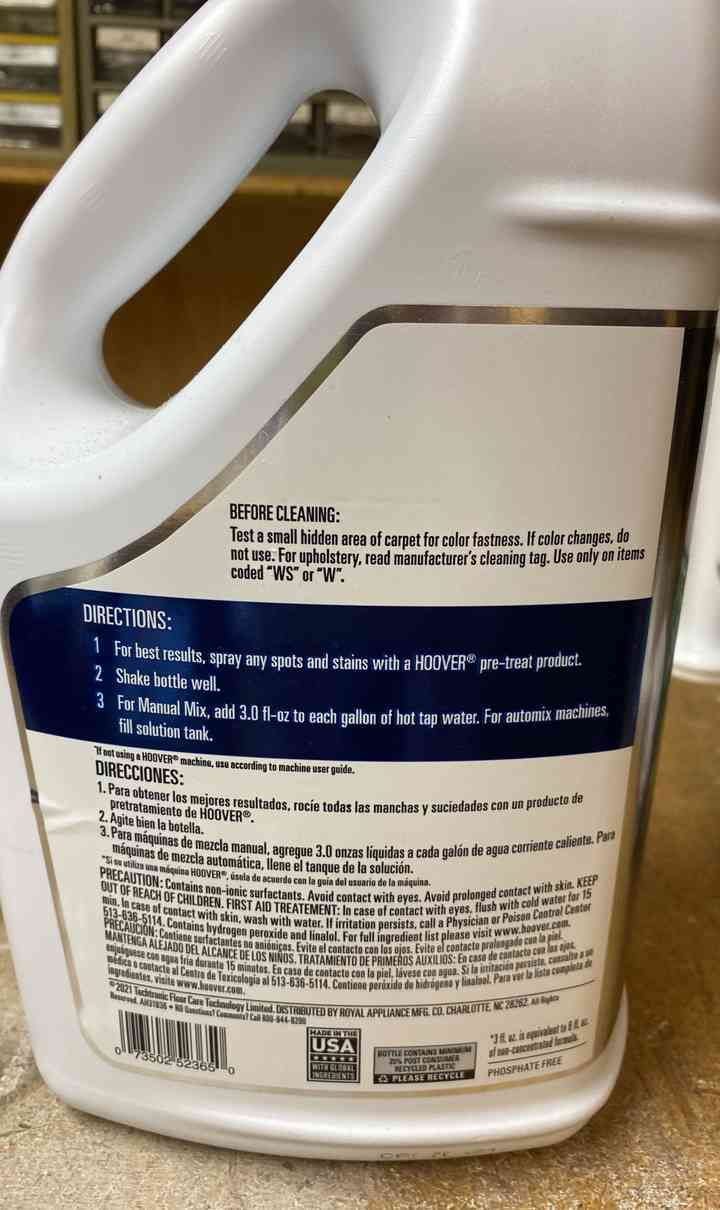 BEFORE CLEANING:
Test a small hidden area of carpet for color fastness. If color changes, do
not use. For upholstery, read manufacturer's cleaning tag. Use only on items
coded "WS" or "W".
DIRECTIONS:
1 For best results, spray any spots and stains with a HOOVER® pre-treat product.
2 Shake bottle well.
3 For Manual Mix, add 3.0 fl-oz to each gallon of hot tap water. For automix machines,
fill solution tank.
*If not using a HOOVER® machine, use according to machine user guide.
DIRECCIONES:
1. Para obtener los mejores resultados, rocíe todas las manchas y suciedades con un producto de
pretratamiento de HOOVER®.
2. Agite bien la botella.
3. Para máquinas de mezcla manual, agregue 3.0 onzas líquidas a cada galón de agua corriente caliente. Para
máquinas de mezcla automática, llene el tanque de la solución.
*Si no utiliza una máquina HOOVER®, úsela de acuerdo con la guía del usuario de la máquina.
PRECAUTION: Contains non-ionic surfactants. Avoid contact with eyes. Avoid prolonged contact with skin. KEEP
OUT OF REACH OF CHILDREN. FIRST AID TREATMENT: In case of contact with eyes, flush with cold water for 15
min. In case of contact with skin, wash with water. If irritation persists, call a Physician or Poison Control Center
513-636-5114. Contains hydrogen peroxide and linalol. For full ingredient list please visit www.hoover.com.
PRECAUCIÓN: Contiene surfactantes no aniónicas. Evite el contacto con los ojos. Evite el contacto prolongado con la piel.
MANTENGA ALEJADO DEL ALCANCE DE LOS NIÑOS. TRATAMIENTO DE PRIMEROS AUXILIOS: En caso de contacto con los ojos,
enjuáguese con agua fría durante 15 minutos. En caso de contacto con la piel, lávese con agua. Si la irritación persiste, consulte a un
médico o contacte al Centro de Toxicología al 513-636-5114. Contiene peróxido de hidrógeno y linalool. Para ver la lista completa de
ingredientes, visite www.hoover.com.
©2021 Techtronic Floor Care Technology Limited. DISTRIBUTED BY ROYAL APPLIANCE MFG. CO. CHARLOTTE, NC 28262. All Rights
Reserved. AH31936 • No Questions? Comments? Call 800-944-9200
0 73502 52365 0
MADE IN THE
USA
WITH GLOBAL
INGREDIENTS
BOTTLE CONTAINS MINIMUM
25% POST CONSUMER
RECYCLED PLASTIC
PLEASE RECYCLE
*3 fl. oz. is equivalent to 6 fl. oz.
of non-concentrated formula.
PHOSPHATE FREE